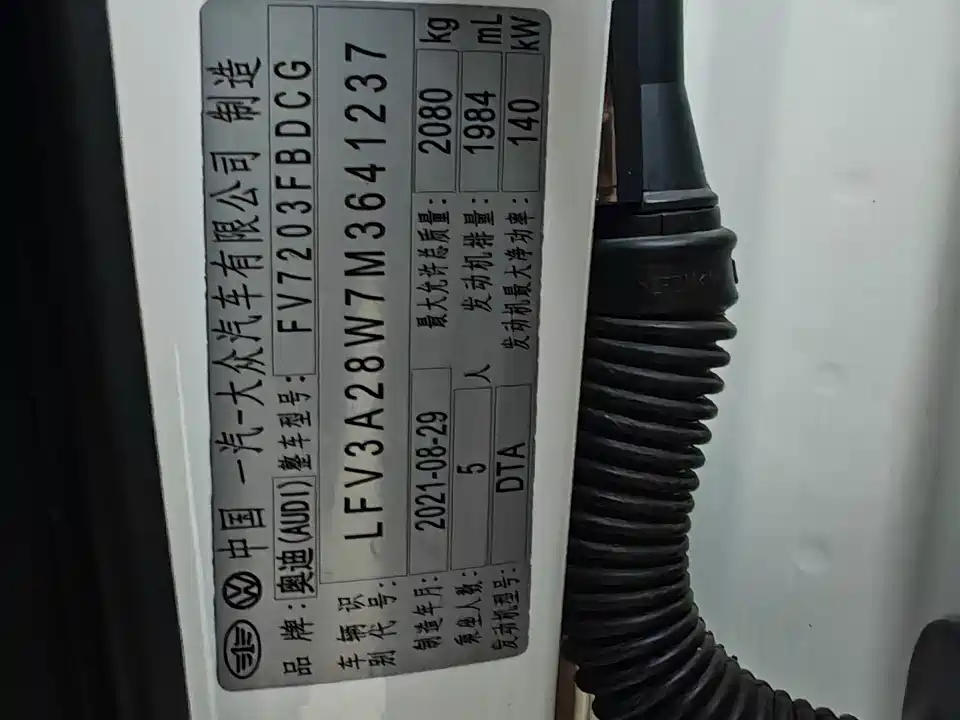 中国 一汽-大众汽车有限公司 制造
品牌: 奥迪(AUDI) 整车型号: FV7203FBDCG
车辆识别代号: LFV3A28W7M3641237
制造年月: 2021-08-29 最大允许总质量: 2080 kg
乘坐人数: 5 人 发动机排量: 1984 mL
发动机型号: DTA 发动机最大净功率: 140 kW